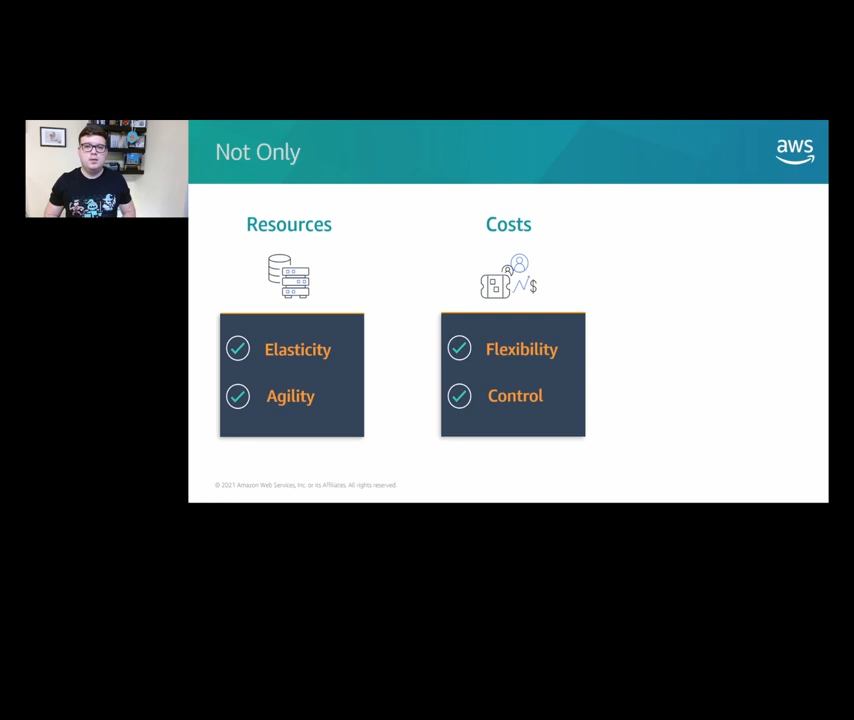 Not Only
aws
Resources
Costs
$
Elasticity
Agility
Flexibility
Control
© 2021 Amazon Web Services, Inc. or its Affiliates. All rights reserved.